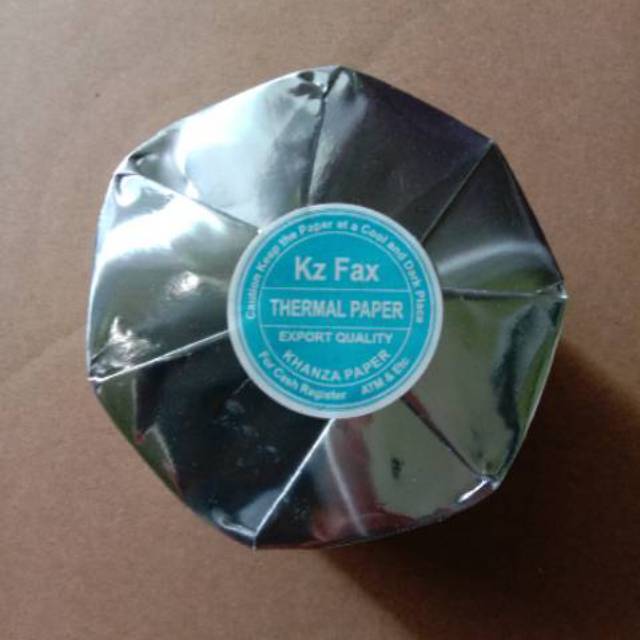 Caution Keep the Paper at a Cool and Dark Place
Kz Fax
THERMAL PAPER
EXPORT QUALITY
KHANZA PAPER
For Cash Register ATM & Etc